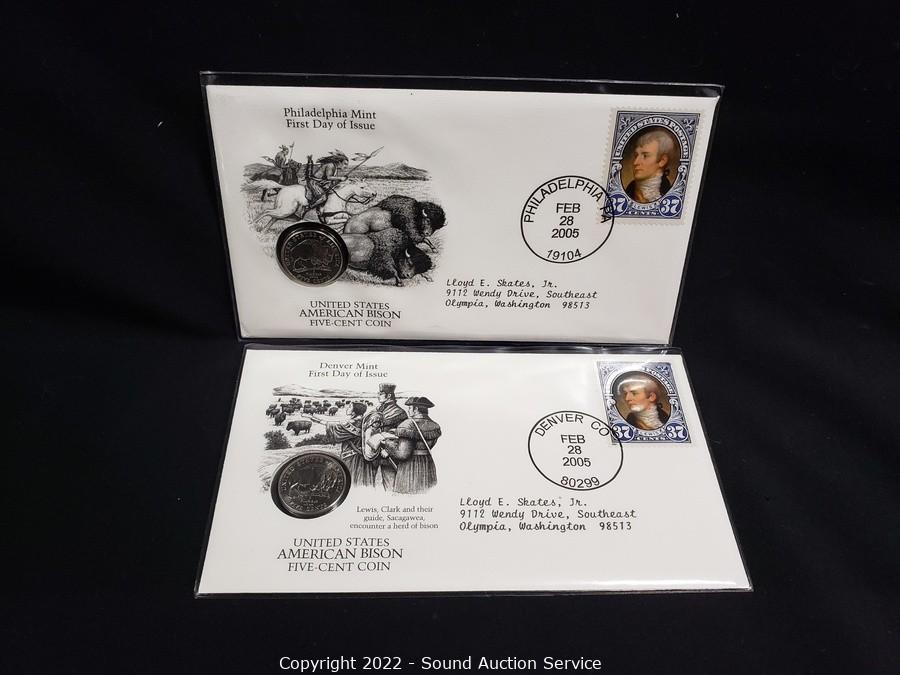 Philadelphia Mint
First Day of Issue
UNITED STATES
AMERICAN BISON
FIVE-CENT COIN
UNITED STATES POSTAGE
37 37
CENTS
PHILADELPHIA PA
FEB
28
2005
19104
Lloyd E. Skates, Jr.
9112 Wendy Drive, Southeast
Olympia, Washington 98513
Denver Mint
First Day of Issue
Lewis, Clark and their
guide, Sacagawea,
encounter a herd of bison
UNITED STATES
AMERICAN BISON
FIVE-CENT COIN
37 37
CENTS
DENVER CO
FEB
28
2005
80299
Lloyd E. Skates, Jr.
9112 Wendy Drive, Southeast
Olympia, Washington 98513
Copyright 2022 - Sound Auction Service